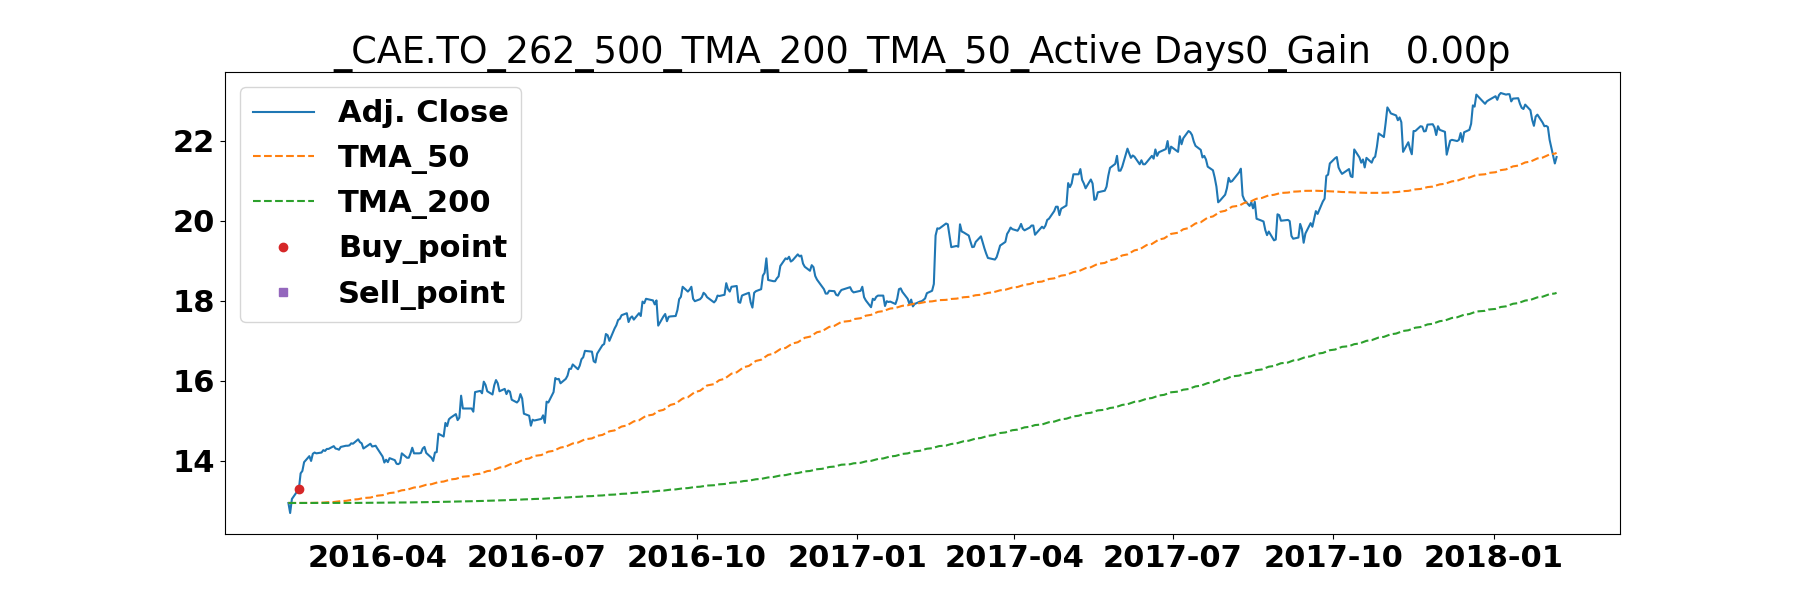 _CAE.TO_262_500_TMA_200_TMA_50_Active Days0_Gain   0.00p
Adj. Close
TMA_50
TMA_200
Buy_point
Sell_point
22
20
18
16
14
2016-04 2016-07 2016-10 2017-01 2017-04 2017-07 2017-10 2018-01